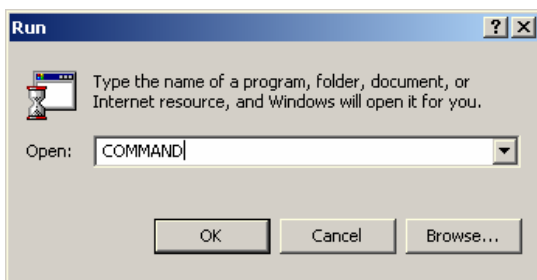 Run
Type the name of a program, folder, document, or
Internet resource, and Windows will open it for you.
Open: COMMAND
OK Cancel Browse...